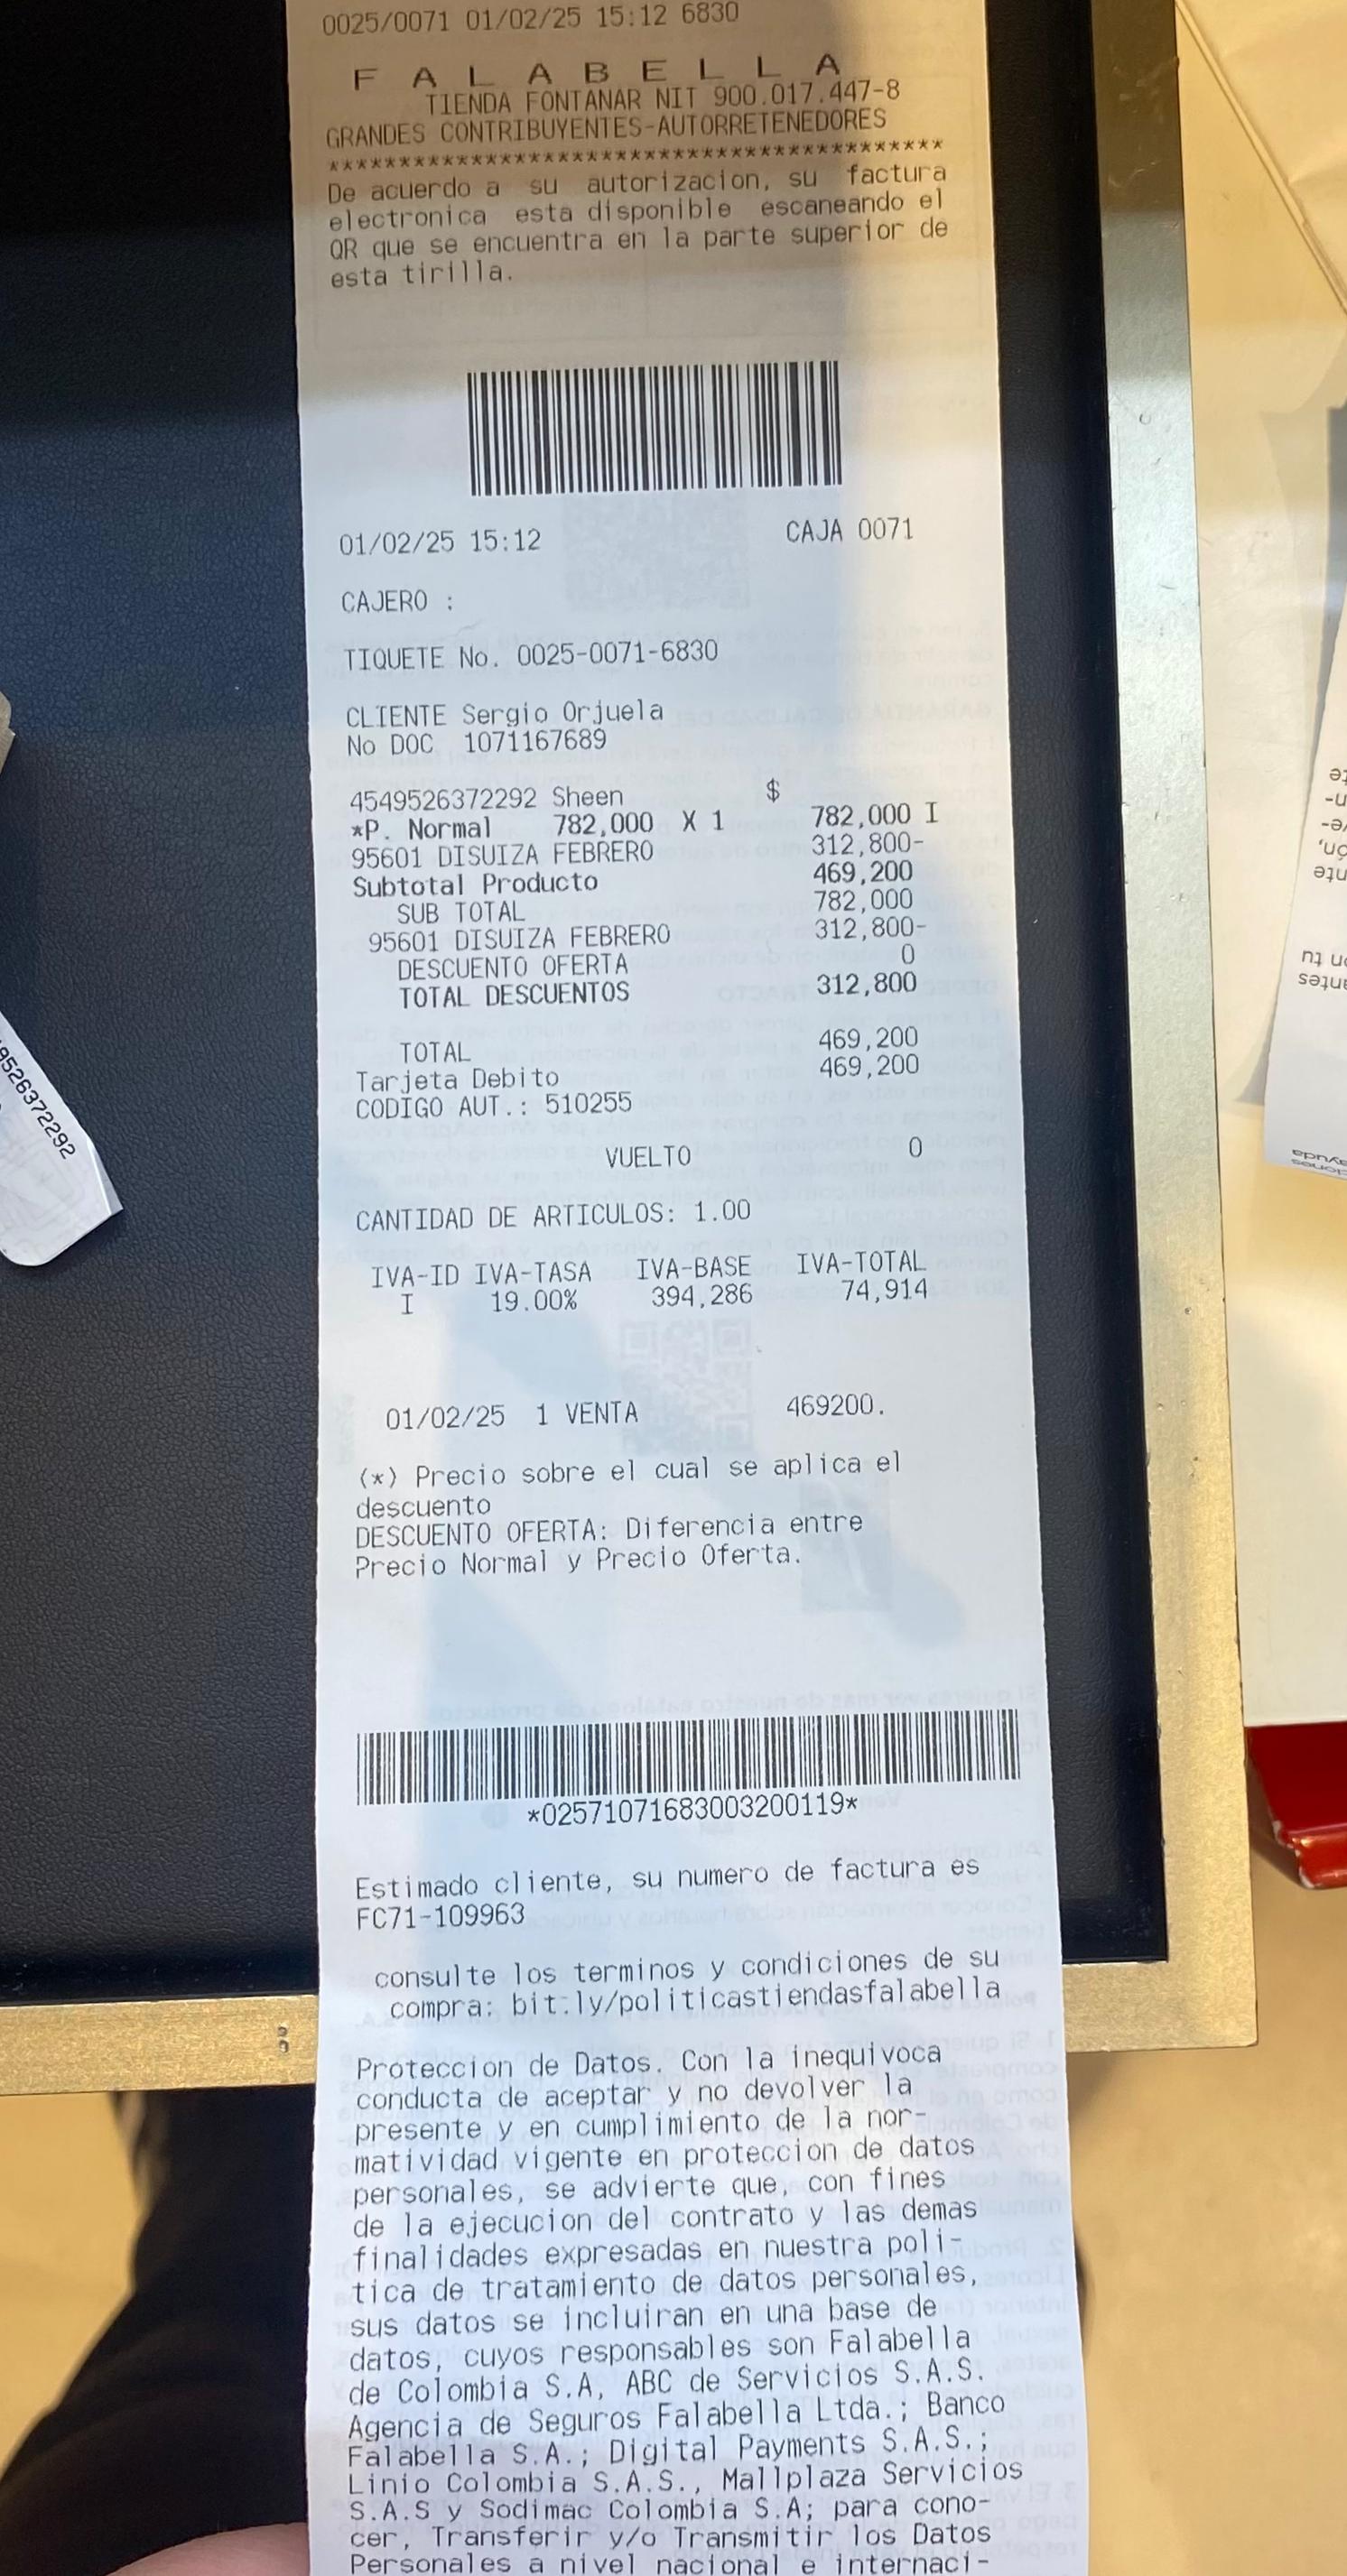 0025/0071 01/02/25 15:12 6830
F A L A B E L L A
TIENDA FONTANAR NIT 900.017.447-8
GRANDES CONTRIBUYENTES-AUTORRETENEDORES
*******************************************
De acuerdo a su autorizacion, su factura
electronica esta disponible escaneando el
QR que se encuentra en la parte superior de
esta tirilla.
01/02/25 15:12 CAJA 0071
CAJERO :
TIQUETE No. 0025-0071-6830
CLIENTE Sergio Orjuela
No DOC 1071167689
4549526372292 Sheen $
*P. Normal 782,000 X 1 782,000 I
95601 DISUIZA FEBRERO 312,800-
Subtotal Producto 469,200
SUB TOTAL 782,000
95601 DISUIZA FEBRERO 312,800-
DESCUENTO OFERTA 0
TOTAL DESCUENTOS 312,800
TOTAL 469,200
Tarjeta Debito 469,200
CODIGO AUT.: 510255
VUELTO 0
CANTIDAD DE ARTICULOS: 1.00
IVA-ID IVA-TASA IVA-BASE IVA-TOTAL
I 19.00% 394,286 74,914
01/02/25 1 VENTA 469200.
(*) Precio sobre el cual se aplica el
descuento
DESCUENTO OFERTA: Diferencia entre
Precio Normal y Precio Oferta.
*02571071683003200119*
Estimado cliente, su numero de factura es
FC71-109963
consulte los terminos y condiciones de su
compra: bit.ly/politicastiendasfalabella
Proteccion de Datos. Con la inequivoca
conducta de aceptar y no devolver la
presente y en cumplimiento de la nor-
matividad vigente en proteccion de datos
personales, se advierte que, con fines
de la ejecucion del contrato y las demas
finalidades expresadas en nuestra poli-
tica de tratamiento de datos personales,
sus datos se incluiran en una base de
datos, cuyos responsables son Falabella
de Colombia S.A, ABC de Servicios S.A.S.
Agencia de Seguros Falabella Ltda.; Banco
Falabella S.A.; Digital Payments S.A.S.;
Linio Colombia S.A.S., Mallplaza Servicios
S.A.S y Sodimac Colombia S.A; para cono-
cer, Transferir y/o Transmitir los Datos
Personales a nivel nacional e internaci-
9526372292